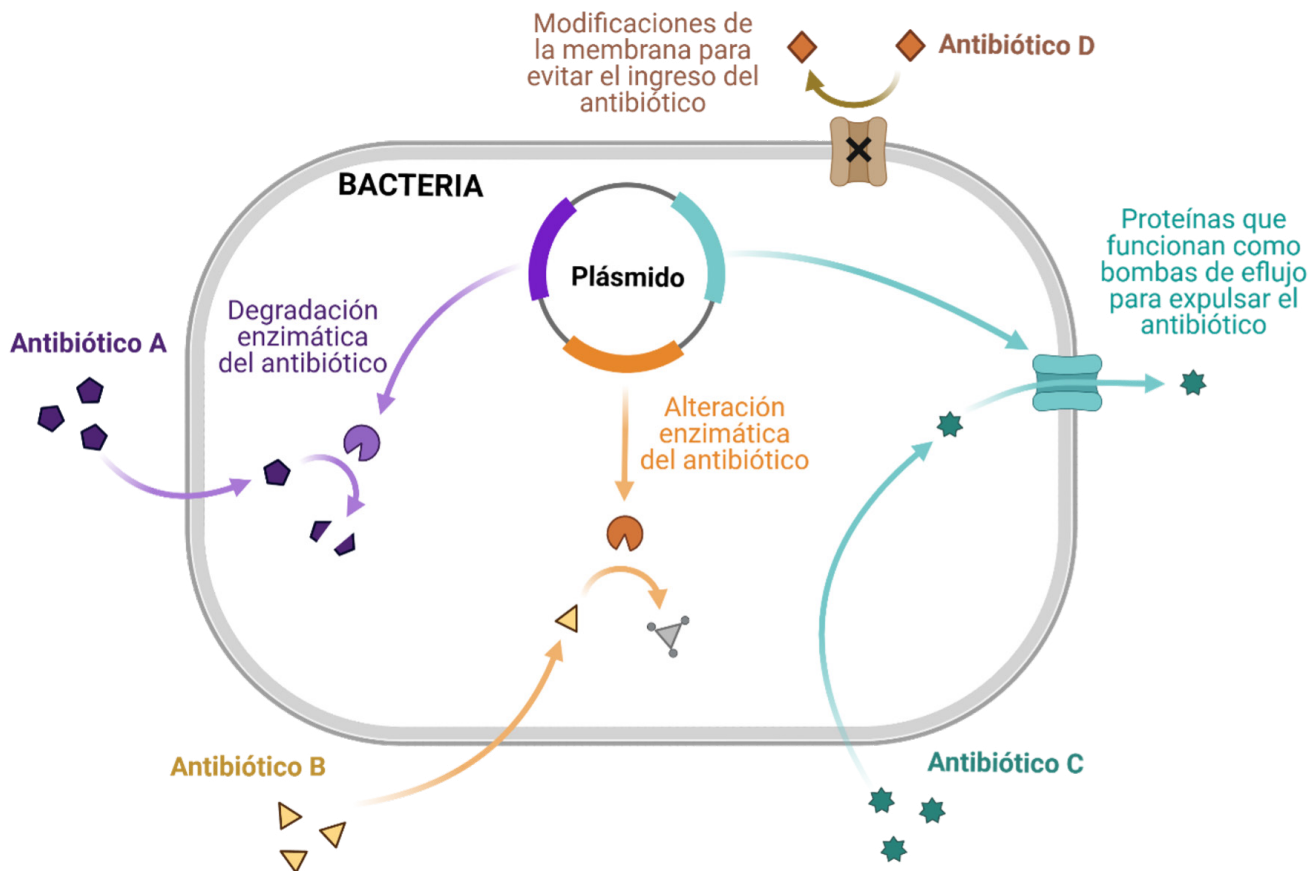 Modificaciones de
la membrana para
evitar el ingreso del
antibiótico
Antibiótico D
BACTERIA
Plásmido
Proteínas que
funcionan como
bombas de eflujo
para expulsar el
antibiótico
Degradación
enzimática
del antibiótico
Antibiótico A
Alteración
enzimática
del antibiótico
Antibiótico B
Antibiótico C